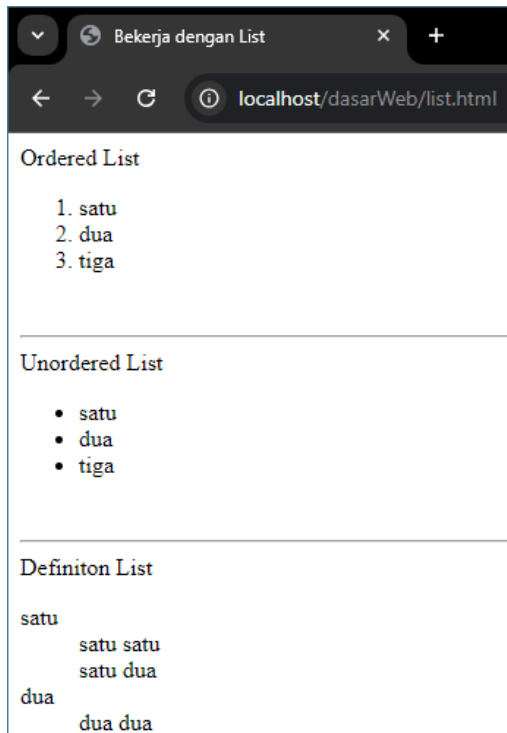 Bekerja dengan List
localhost/dasarWeb/list.html
Ordered List
1. satu
2. dua
3. tiga
Unordered List
• satu
• dua
• tiga
Definiton List
satu
satu satu
satu dua
dua
dua dua